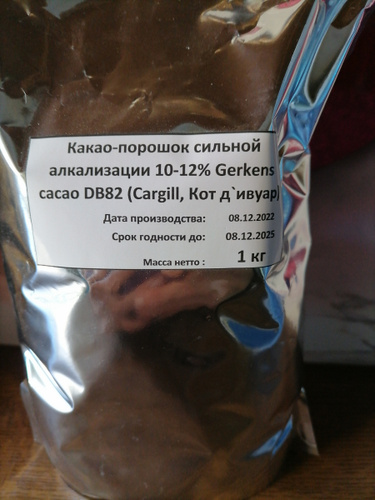 Какао-порошок сильной
алкализации 10-12% Gerkens
cacao DB82 (Cargill, Кот д`ивуар)
Дата производства: 08.12.2022
Срок годности до: 08.12.2025
Масса нетто : 1 кг